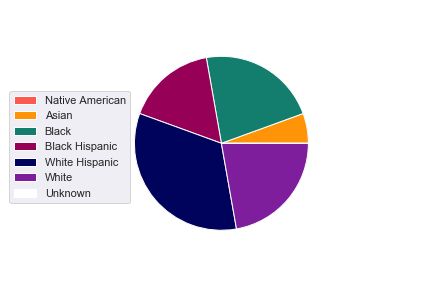 Native American
Asian
Black
Black Hispanic
White Hispanic
White
Unknown